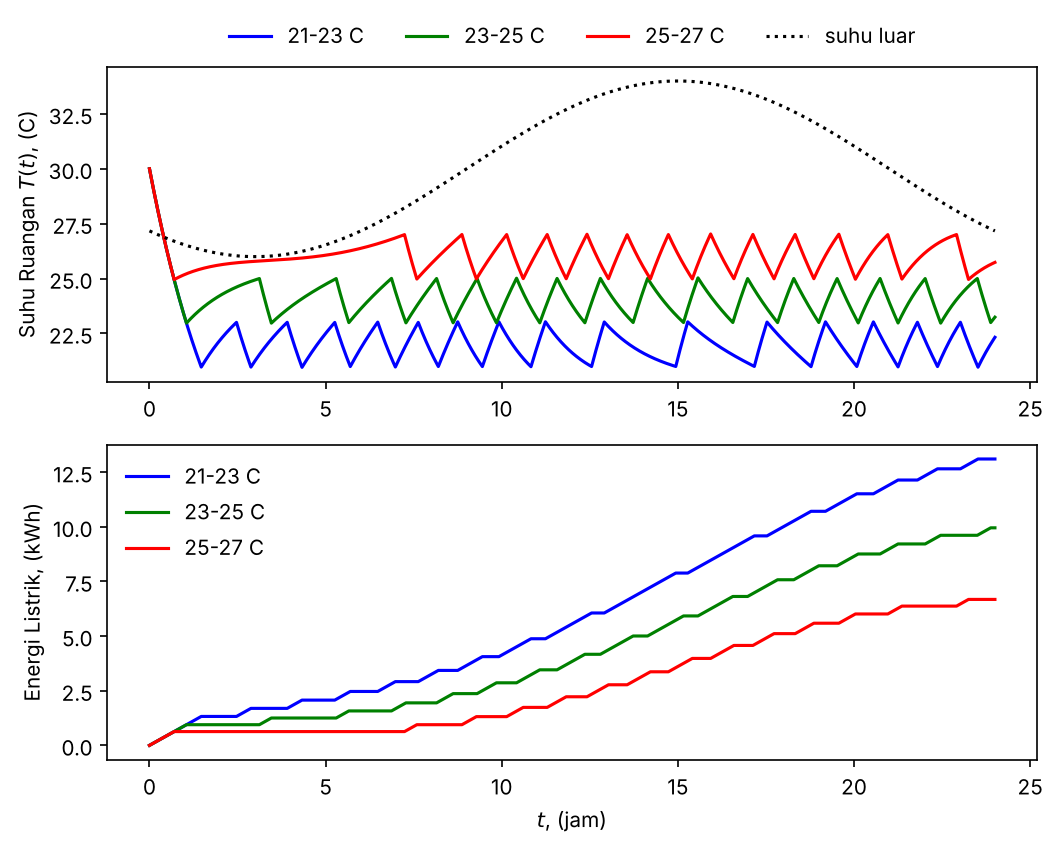 21-23 C
23-25 C
25-27 C
suhu luar
Suhu Ruangan T(t), (C)
32.5
30.0
27.5
25.0
22.5
0
5
10
15
20
25
21-23 C
23-25 C
25-27 C
Energi Listrik, (kWh)
12.5
10.0
7.5
5.0
2.5
0.0
0
5
10
15
20
25
t, (jam)